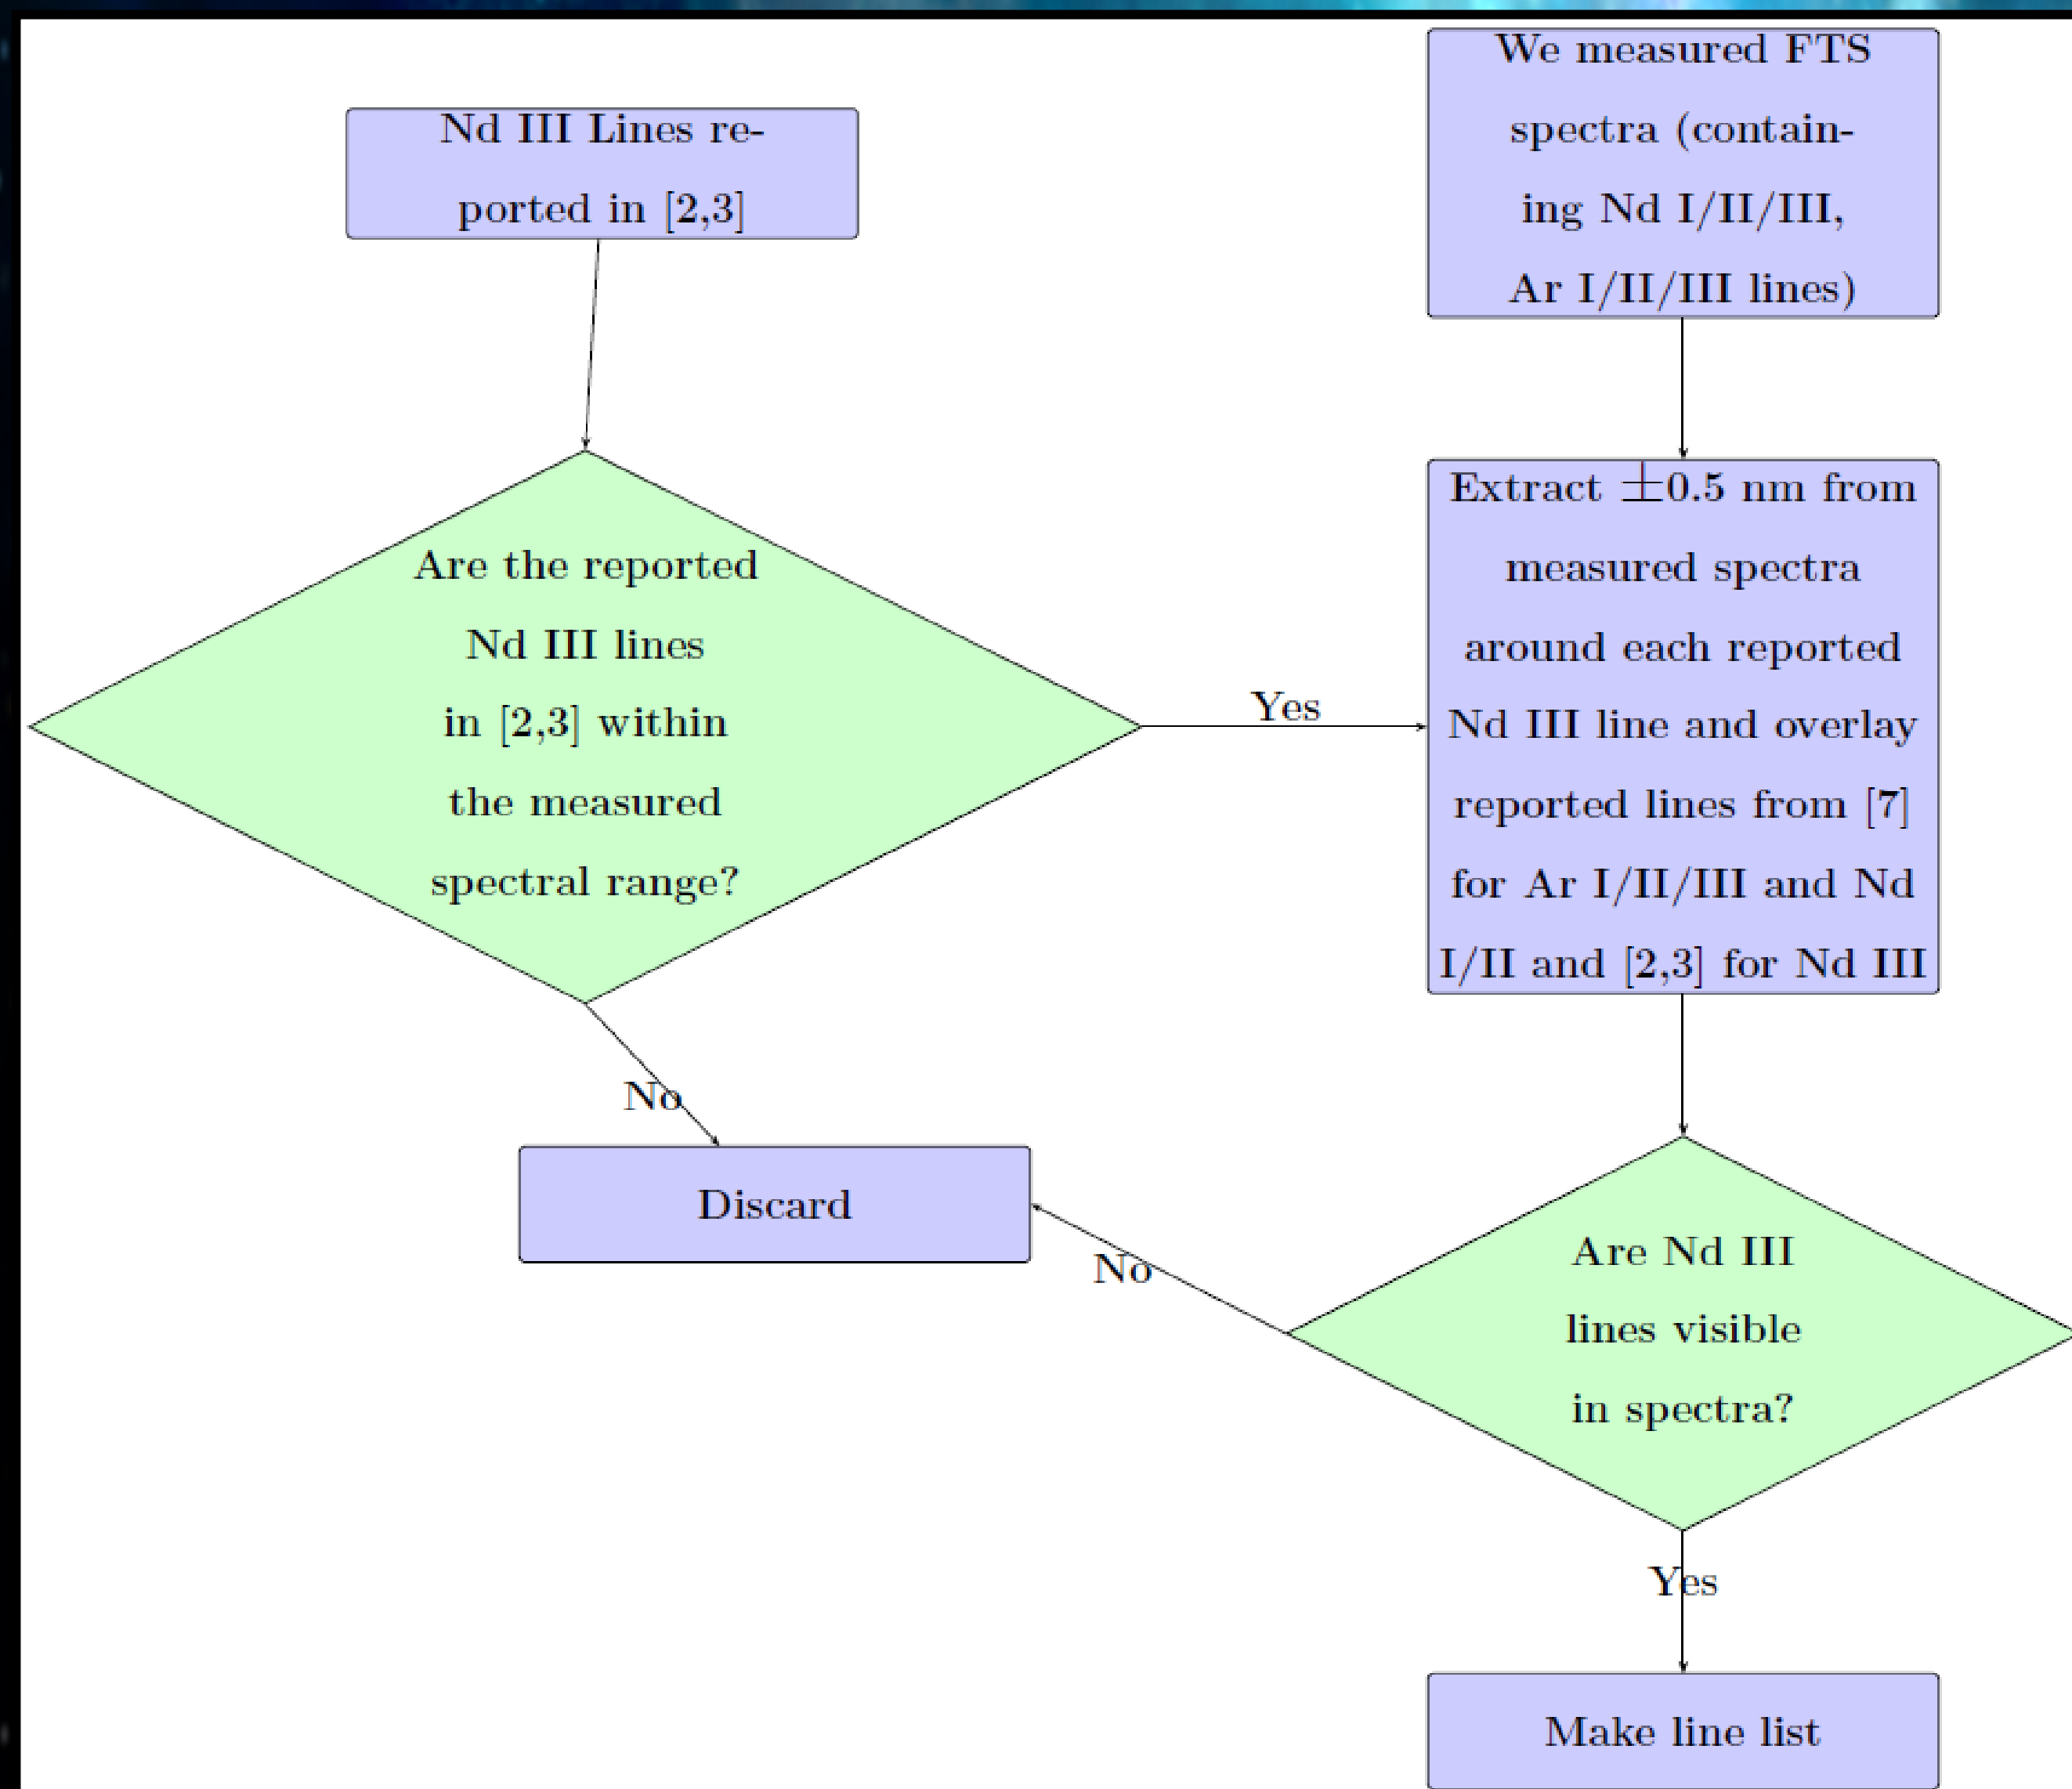 Nd III Lines re-
ported in [2,3]
We measured FTS
spectra (contain-
ing Nd I/II/III,
Ar I/II/III lines)
Are the reported
Nd III lines
in [2,3] within
the measured
spectral range?
Yes
Extract ±0.5 nm from
measured spectra
around each reported
Nd III line and overlay
reported lines from [7]
for Ar I/II/III and Nd
I/II and [2,3] for Nd III
No
Discard
No
Are Nd III
lines visible
in spectra?
Yes
Make line list